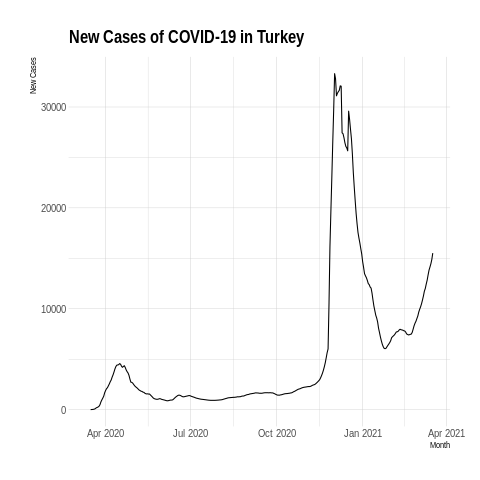 New Cases of COVID-19 in Turkey
New Cases
30000
20000
10000
0
Apr 2020 Jul 2020 Oct 2020 Jan 2021 Apr 2021
Month